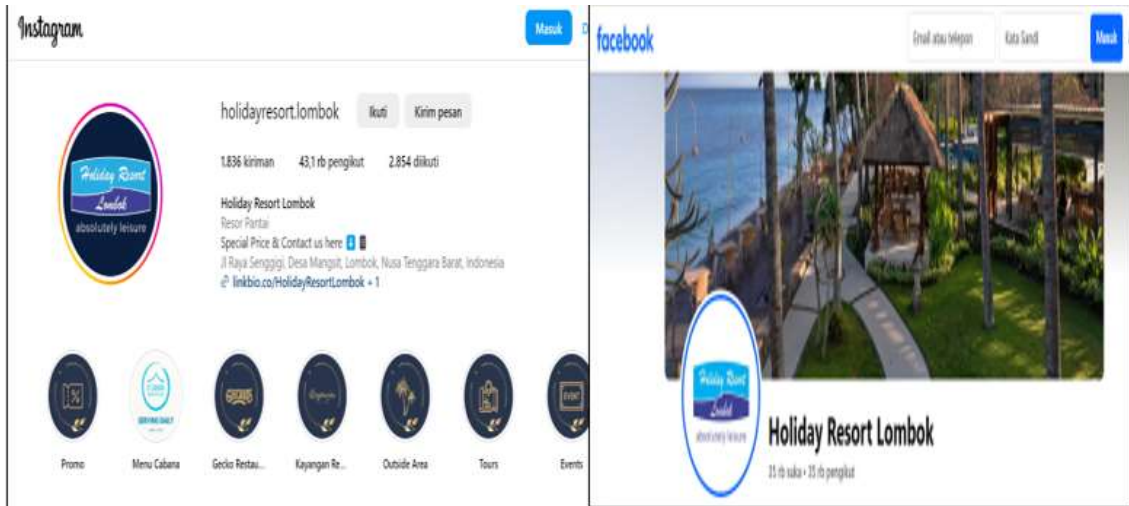 Instagram
Masuk
holidayresort.lombok Ikuti Kirim pesan
1.836 kiriman 43,1 rb pengikut 2.854 diikuti
Holiday Resort Lombok
Resor Pantai
Special Price & Contact us here
Jl Raya Senggigi, Desa Mangsit, Lombok, Nusa Tenggara Barat, Indonesia
linkbio.co/HolidayResortLombok + 1
Holiday Resort
Lombok
absolutely leisure
SERVING DAILY
GECKOS
EVENT
Promo Menu Cabana Gecko Restau... Kayangan Re... Outside Area Tours Events
facebook
Email atau telepon Kata Sandi Masuk
Holiday Resort
Lombok
absolutely leisure
Holiday Resort Lombok
35 rb suka • 35 rb pengikut